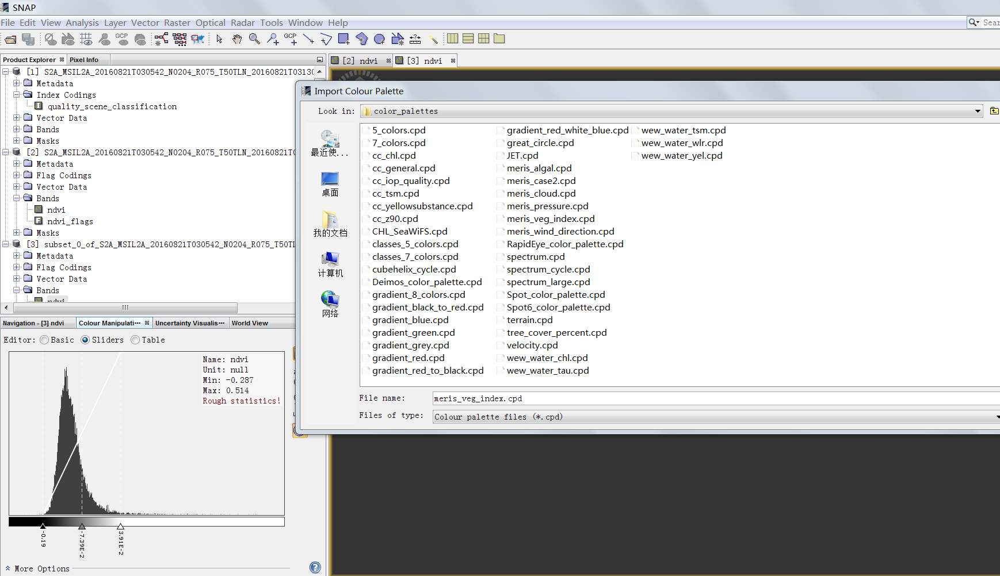 SNAP
File Edit View Analysis Layer Vector Raster Optical Radar Tools Window Help
Sear
GCP GCP
Product Explorer Pixel Info
[2] ndvi [3] ndvi
[1] S2A_MSIL2A_20160821T030542_N0204_R075_T50TLN_20160821T0313
Metadata
Index Codings
quality_scene_classification
Vector Data
Bands
Masks
[2] S2A_MSIL2A_20160821T030542_N0204_R075_T50TLN_20160821T0
Metadata
Flag Codings
Vector Data
Bands
ndvi
ndvi_flags
Masks
[3] subset_0_of_S2A_MSIL2A_20160821T030542_N0204_R075_T50TL
Metadata
Flag Codings
Vector Data
Bands
ndvi
Import Colour Palette
Look in: color_palettes
最近使...
桌面
我的文档
计算机
网络
5_colors.cpd
7_colors.cpd
cc_chl.cpd
cc_general.cpd
cc_iop_quality.cpd
cc_tsm.cpd
cc_yellowsubstance.cpd
cc_z90.cpd
CHL_SeaWiFS.cpd
classes_5_colors.cpd
classes_7_colors.cpd
cubehelix_cycle.cpd
Deimos_color_palette.cpd
gradient_8_colors.cpd
gradient_black_to_red.cpd
gradient_blue.cpd
gradient_green.cpd
gradient_grey.cpd
gradient_red.cpd
gradient_red_to_black.cpd
gradient_red_white_blue.cpd
great_circle.cpd
JET.cpd
meris_algal.cpd
meris_case2.cpd
meris_cloud.cpd
meris_pressure.cpd
meris_veg_index.cpd
meris_wind_direction.cpd
RapidEye_color_palette.cpd
spectrum.cpd
spectrum_cycle.cpd
spectrum_large.cpd
Spot_color_palette.cpd
Spot6_color_palette.cpd
terrain.cpd
tree_cover_percent.cpd
velocity.cpd
wew_water_chl.cpd
wew_water_tau.cpd
wew_water_tsm.cpd
wew_water_wlr.cpd
wew_water_yel.cpd
File name: meris_veg_index.cpd
Files of type: Colour palette files (*.cpd)
Navigation - [3] ndvi Colour Manipulati... Uncertainty Visualis... World View
Editor: Basic Sliders Table
Name: ndvi
Unit: null
Min: -0.287
Max: 0.514
Rough statistics!
-0.19
-7.39E-2
3.91E-2
More Options